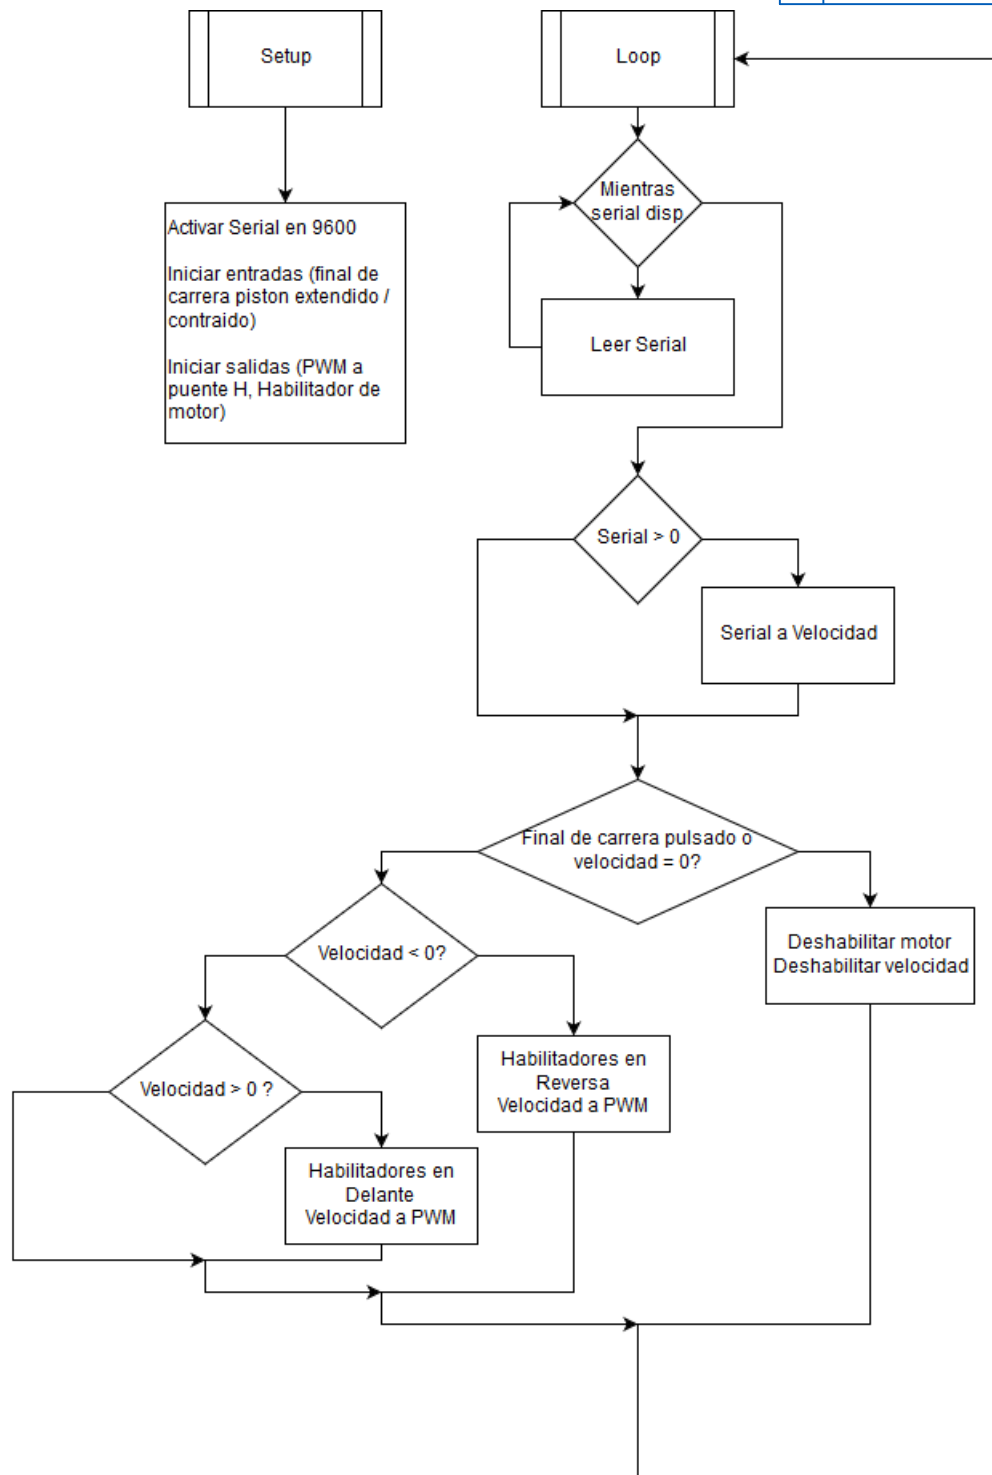 Setup
Loop
Mientras
serial disp
Activar Serial en 9600
Iniciar entradas (final de
carrera piston extendido /
contraido)
Iniciar salidas (PWM a
puente H, Habilitador de
motor)
Leer Serial
Serial > 0
Serial a Velocidad
Final de carrera pulsado o
velocidad = 0?
Velocidad < 0?
Deshabilitar motor
Deshabilitar velocidad
Habilitadores en
Reversa
Velocidad a PWM
Velocidad > 0 ?
Habilitadores en
Delante
Velocidad a PWM